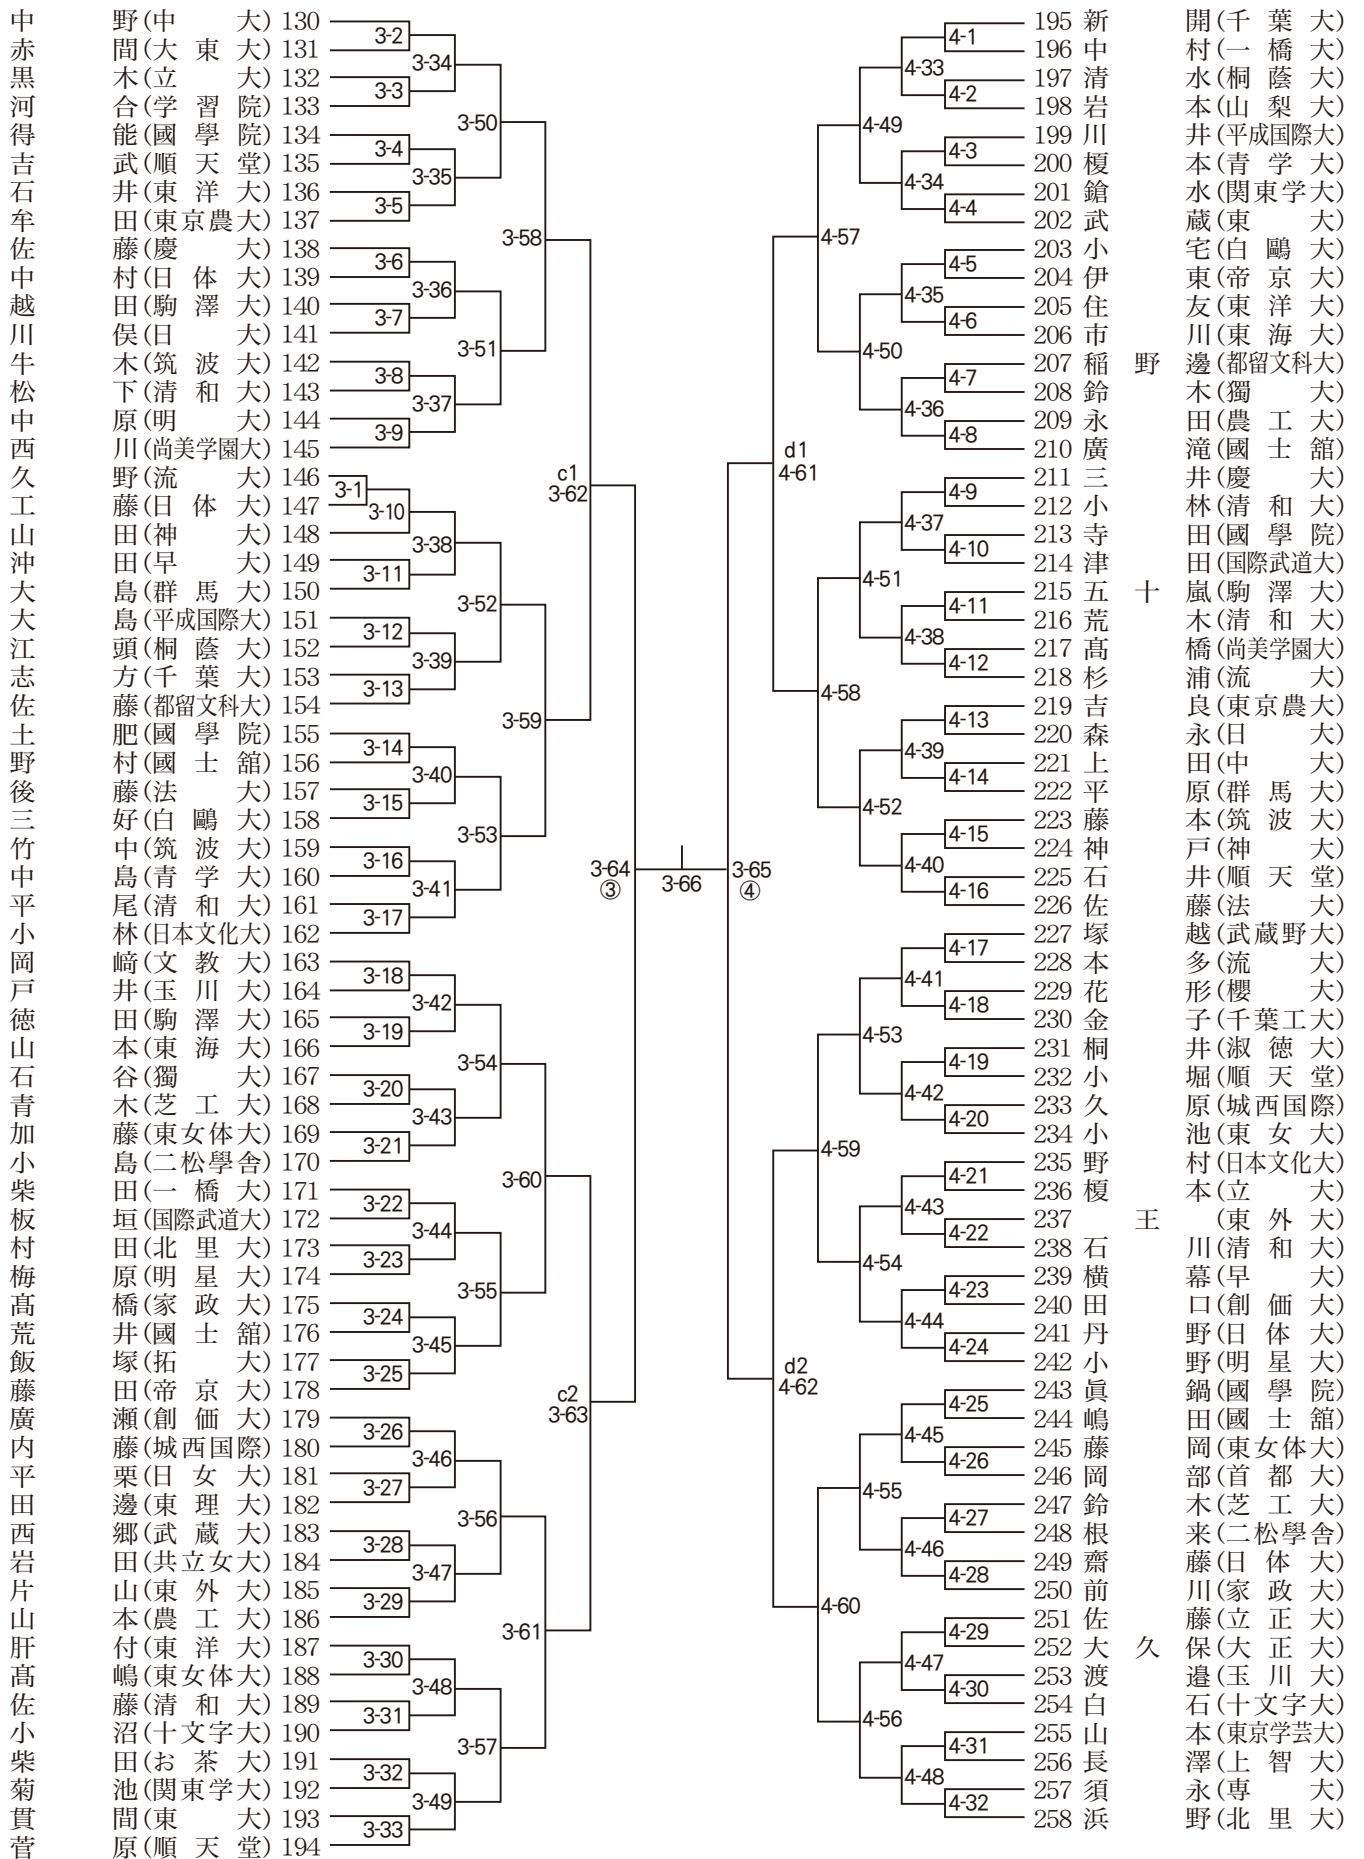 中野(中大) 130
赤間(大東大) 131
黒木(立大) 132
河合(学習院) 133
得能(國學院) 134
吉武(順天堂) 135
石井(東洋大) 136
牟田(東京農大) 137
佐藤(慶大) 138
中村(日体大) 139
越田(駒澤大) 140
川俣(日大) 141
牛木(筑波大) 142
松下(清和大) 143
中原(明大) 144
西川(尚美学園大) 145
久野(流大) 146
工藤(日体大) 147
山田(神大) 148
沖田(早大) 149
大島(群馬大) 150
大島(平成国際大) 151
江頭(桐蔭大) 152
志方(千葉大) 153
佐藤(都留文科大) 154
土肥(國學院) 155
野村(國士舘) 156
後藤(法大) 157
三好(白鷗大) 158
竹中(筑波大) 159
中島(青学大) 160
平尾(清和大) 161
小林(日本文化大) 162
岡﨑(文教大) 163
戸井(玉川大) 164
徳田(駒澤大) 165
山本(東海大) 166
石谷(獨大) 167
青木(芝工大) 168
加藤(東女体大) 169
小島(二松學舎) 170
柴田(一橋大) 171
板垣(国際武道大) 172
村田(北里大) 173
梅原(明星大) 174
髙橋(家政大) 175
荒井(國士舘) 176
飯塚(拓大) 177
藤田(帝京大) 178
廣瀬(創価大) 179
内藤(城西国際) 180
平栗(日女大) 181
田邊(東理大) 182
西郷(武蔵大) 183
岩田(共立女大) 184
片山(東外大) 185
山本(農工大) 186
肝付(東洋大) 187
髙嶋(東女体大) 188
佐藤(清和大) 189
小沼(十文字大) 190
柴田(お茶大) 191
菊池(関東学大) 192
貫間(東大) 193
菅原(順天堂) 194
3-1
3-2
3-3
3-4
3-5
3-6
3-7
3-8
3-9
3-10
3-11
3-12
3-13
3-14
3-15
3-16
3-17
3-18
3-19
3-20
3-21
3-22
3-23
3-24
3-25
3-26
3-27
3-28
3-29
3-30
3-31
3-32
3-33
3-34
3-35
3-36
3-37
3-38
3-39
3-40
3-41
3-42
3-43
3-44
3-45
3-46
3-47
3-48
3-49
3-50
3-51
3-52
3-53
3-54
3-55
3-56
3-57
3-58
3-59
3-60
3-61
c1
3-62
c2
3-63
3-64
③
3-66
3-65
④
d1
4-61
d2
4-62
4-57
4-58
4-59
4-60
4-49
4-50
4-51
4-52
4-53
4-54
4-55
4-56
4-33
4-34
4-35
4-36
4-37
4-38
4-39
4-40
4-41
4-42
4-43
4-44
4-45
4-46
4-47
4-48
4-1
4-2
4-3
4-4
4-5
4-6
4-7
4-8
4-9
4-10
4-11
4-12
4-13
4-14
4-15
4-16
4-17
4-18
4-19
4-20
4-21
4-22
4-23
4-24
4-25
4-26
4-27
4-28
4-29
4-30
4-31
4-32
195 新開(千葉大)
196 中村(一橋大)
197 清水(桐蔭大)
198 岩本(山梨大)
199 川井(平成国際大)
200 榎本(青学大)
201 鎗水(関東学大)
202 武蔵(東大)
203 小宅(白鷗大)
204 伊東(帝京大)
205 住友(東洋大)
206 市川(東海大)
207 稲野邊(都留文科大)
208 鈴木(獨大)
209 永田(農工大)
210 廣滝(國士舘)
211 三井(慶大)
212 小林(清和大)
213 寺田(國學院)
214 津田(国際武道大)
215 五十嵐(駒澤大)
216 荒木(清和大)
217 髙橋(尚美学園大)
218 杉浦(流大)
219 吉良(東京農大)
220 森永(日大)
221 上田(中大)
222 平原(群馬大)
223 藤本(筑波大)
224 神戸(神大)
225 石井(順天堂)
226 佐藤(法大)
227 塚越(武蔵野大)
228 本多(流大)
229 花形(櫻大)
230 金子(千葉工大)
231 桐井(淑徳大)
232 小堀(順天堂)
233 久原(城西国際)
234 小池(東女大)
235 野村(日本文化大)
236 榎本(立大)
237 王(東外大)
238 石川(清和大)
239 横幕(早大)
240 田口(創価大)
241 丹野(日体大)
242 小野(明星大)
243 眞鍋(國學院)
244 嶋田(國士舘)
245 藤岡(東女体大)
246 岡部(首都大)
247 鈴木(芝工大)
248 根来(二松學舎)
249 齋藤(日体大)
250 前川(家政大)
251 佐藤(立正大)
252 大久保(大正大)
253 渡邉(玉川大)
254 白石(十文字大)
255 山本(東京学芸大)
256 長澤(上智大)
257 須永(専大)
258 浜野(北里大)